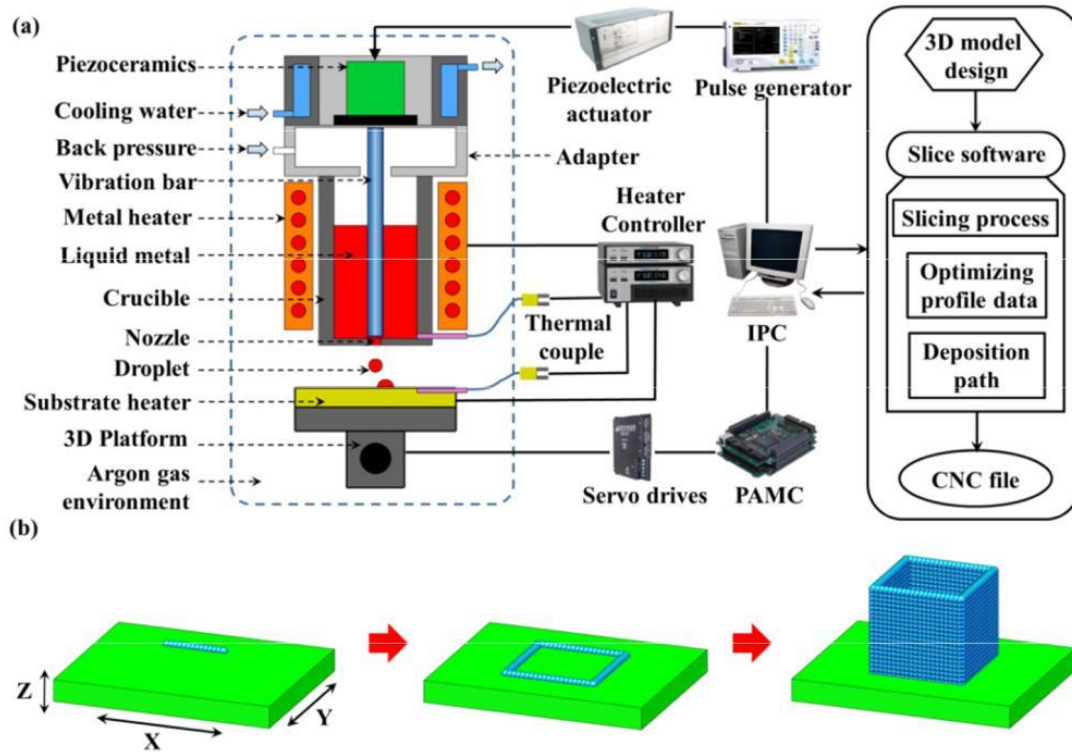 (a)
Piezoceramics
Cooling water
Back pressure
Vibration bar
Metal heater
Liquid metal
Crucible
Nozzle
Droplet
Substrate heater
3D Platform
Argon gas
environment
Piezoelectric
actuator
Pulse generator
Adapter
Heater
Controller
Thermal
couple
IPC
Servo drives
PAMC
3D model
design
Slice software
Slicing process
Optimizing
profile data
Deposition
path
CNC file
(b)
Z
X
Y